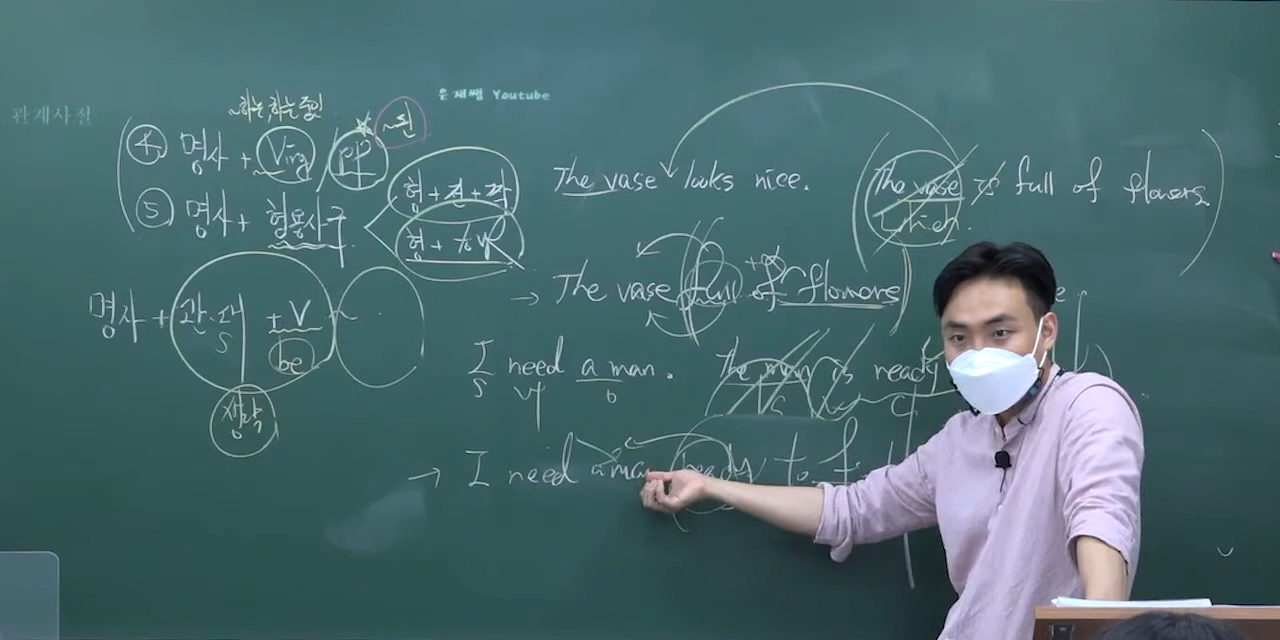 관계사절
은재쌤 Youtube
~하는, 하는 중인
~된
④ 명사 + Ving / P.P
⑤ 명사 + 형용사구
형 + 전 + 곽
형 + to VR
명사 + 관.대 + V
S
be
생략
The vase looks nice.
The vase is full of flowers.
which
→ The vase full of flowers
I need a man. The man is ready
S
→ I need a man ready to